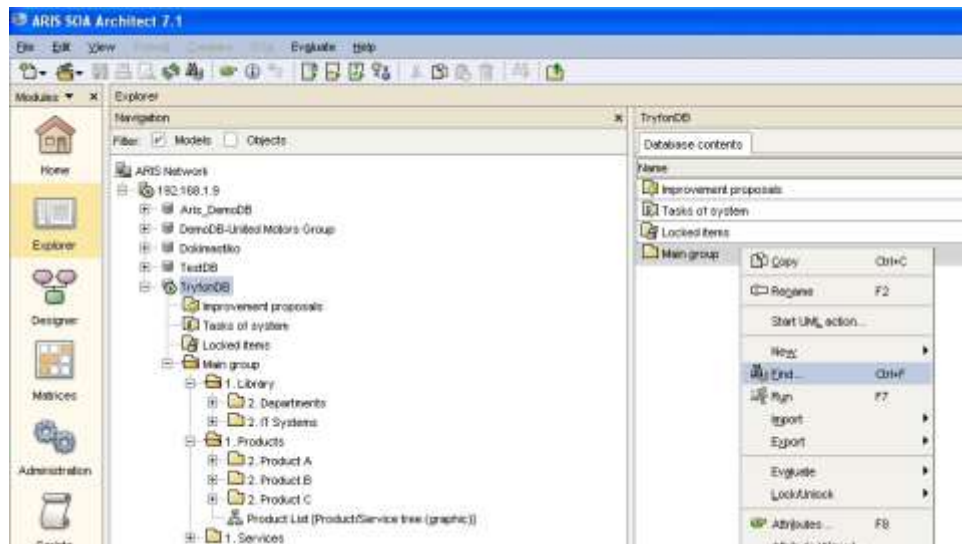 ARIS SOA Architect 7.1
File Edit View Evaluate Help
Modules Explorer
Navigation
Filter: Models Objects
ARIS Network
192.168.1.9
Aris_DemoDB
DemoDB-United Motors Group
Dokimastiko
TestDB
TryfonDB
Improvement proposals
Tasks of system
Locked items
Main group
1. Library
2. Departments
2. IT Systems
1. Products
2. Product A
2. Product B
2. Product C
Product List [Product/Service tree (graphic)]
1. Services
Home
Explorer
Designer
Matrices
Administration
Scripts
TryfonDB
Database contents
Name
Improvement proposals
Tasks of system
Locked items
Main group
Copy Ctrl+C
Rename F2
Start UML action...
New
Find... Ctrl+F
Run F7
Import
Export
Evaluate
Lock/Unlock
Attributes... F8